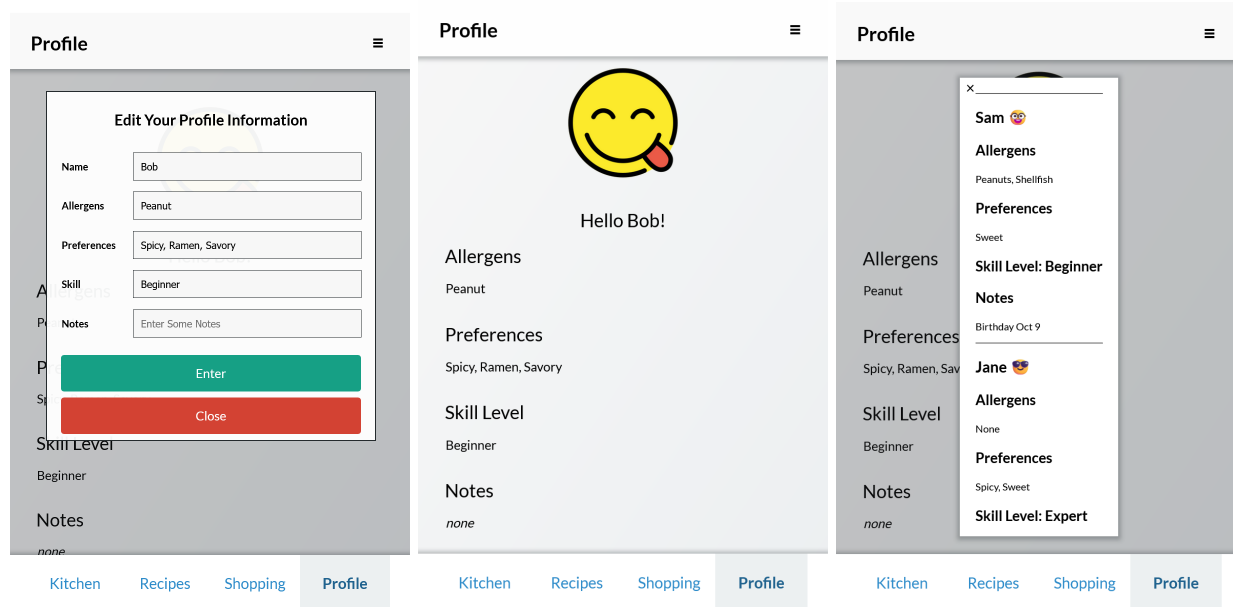 Profile
Edit Your Profile Information
Name Bob
Allergens Peanut
Preferences Spicy, Ramen, Savory
Skill Beginner
Notes Enter Some Notes
Enter
Close
Skill Level
Beginner
Notes
none
Kitchen Recipes Shopping Profile
Profile
Hello Bob!
Allergens
Peanut
Preferences
Spicy, Ramen, Savory
Skill Level
Beginner
Notes
none
Kitchen Recipes Shopping Profile
Profile
Allergens
Peanut
Preferences
Spicy, Ramen, Sav
Skill Level
Beginner
Notes
none
×
Sam 🤓
Allergens
Peanuts, Shellfish
Preferences
Sweet
Skill Level: Beginner
Notes
Birthday Oct 9
Jane 😎
Allergens
None
Preferences
Spicy, Sweet
Skill Level: Expert
Kitchen Recipes Shopping Profile